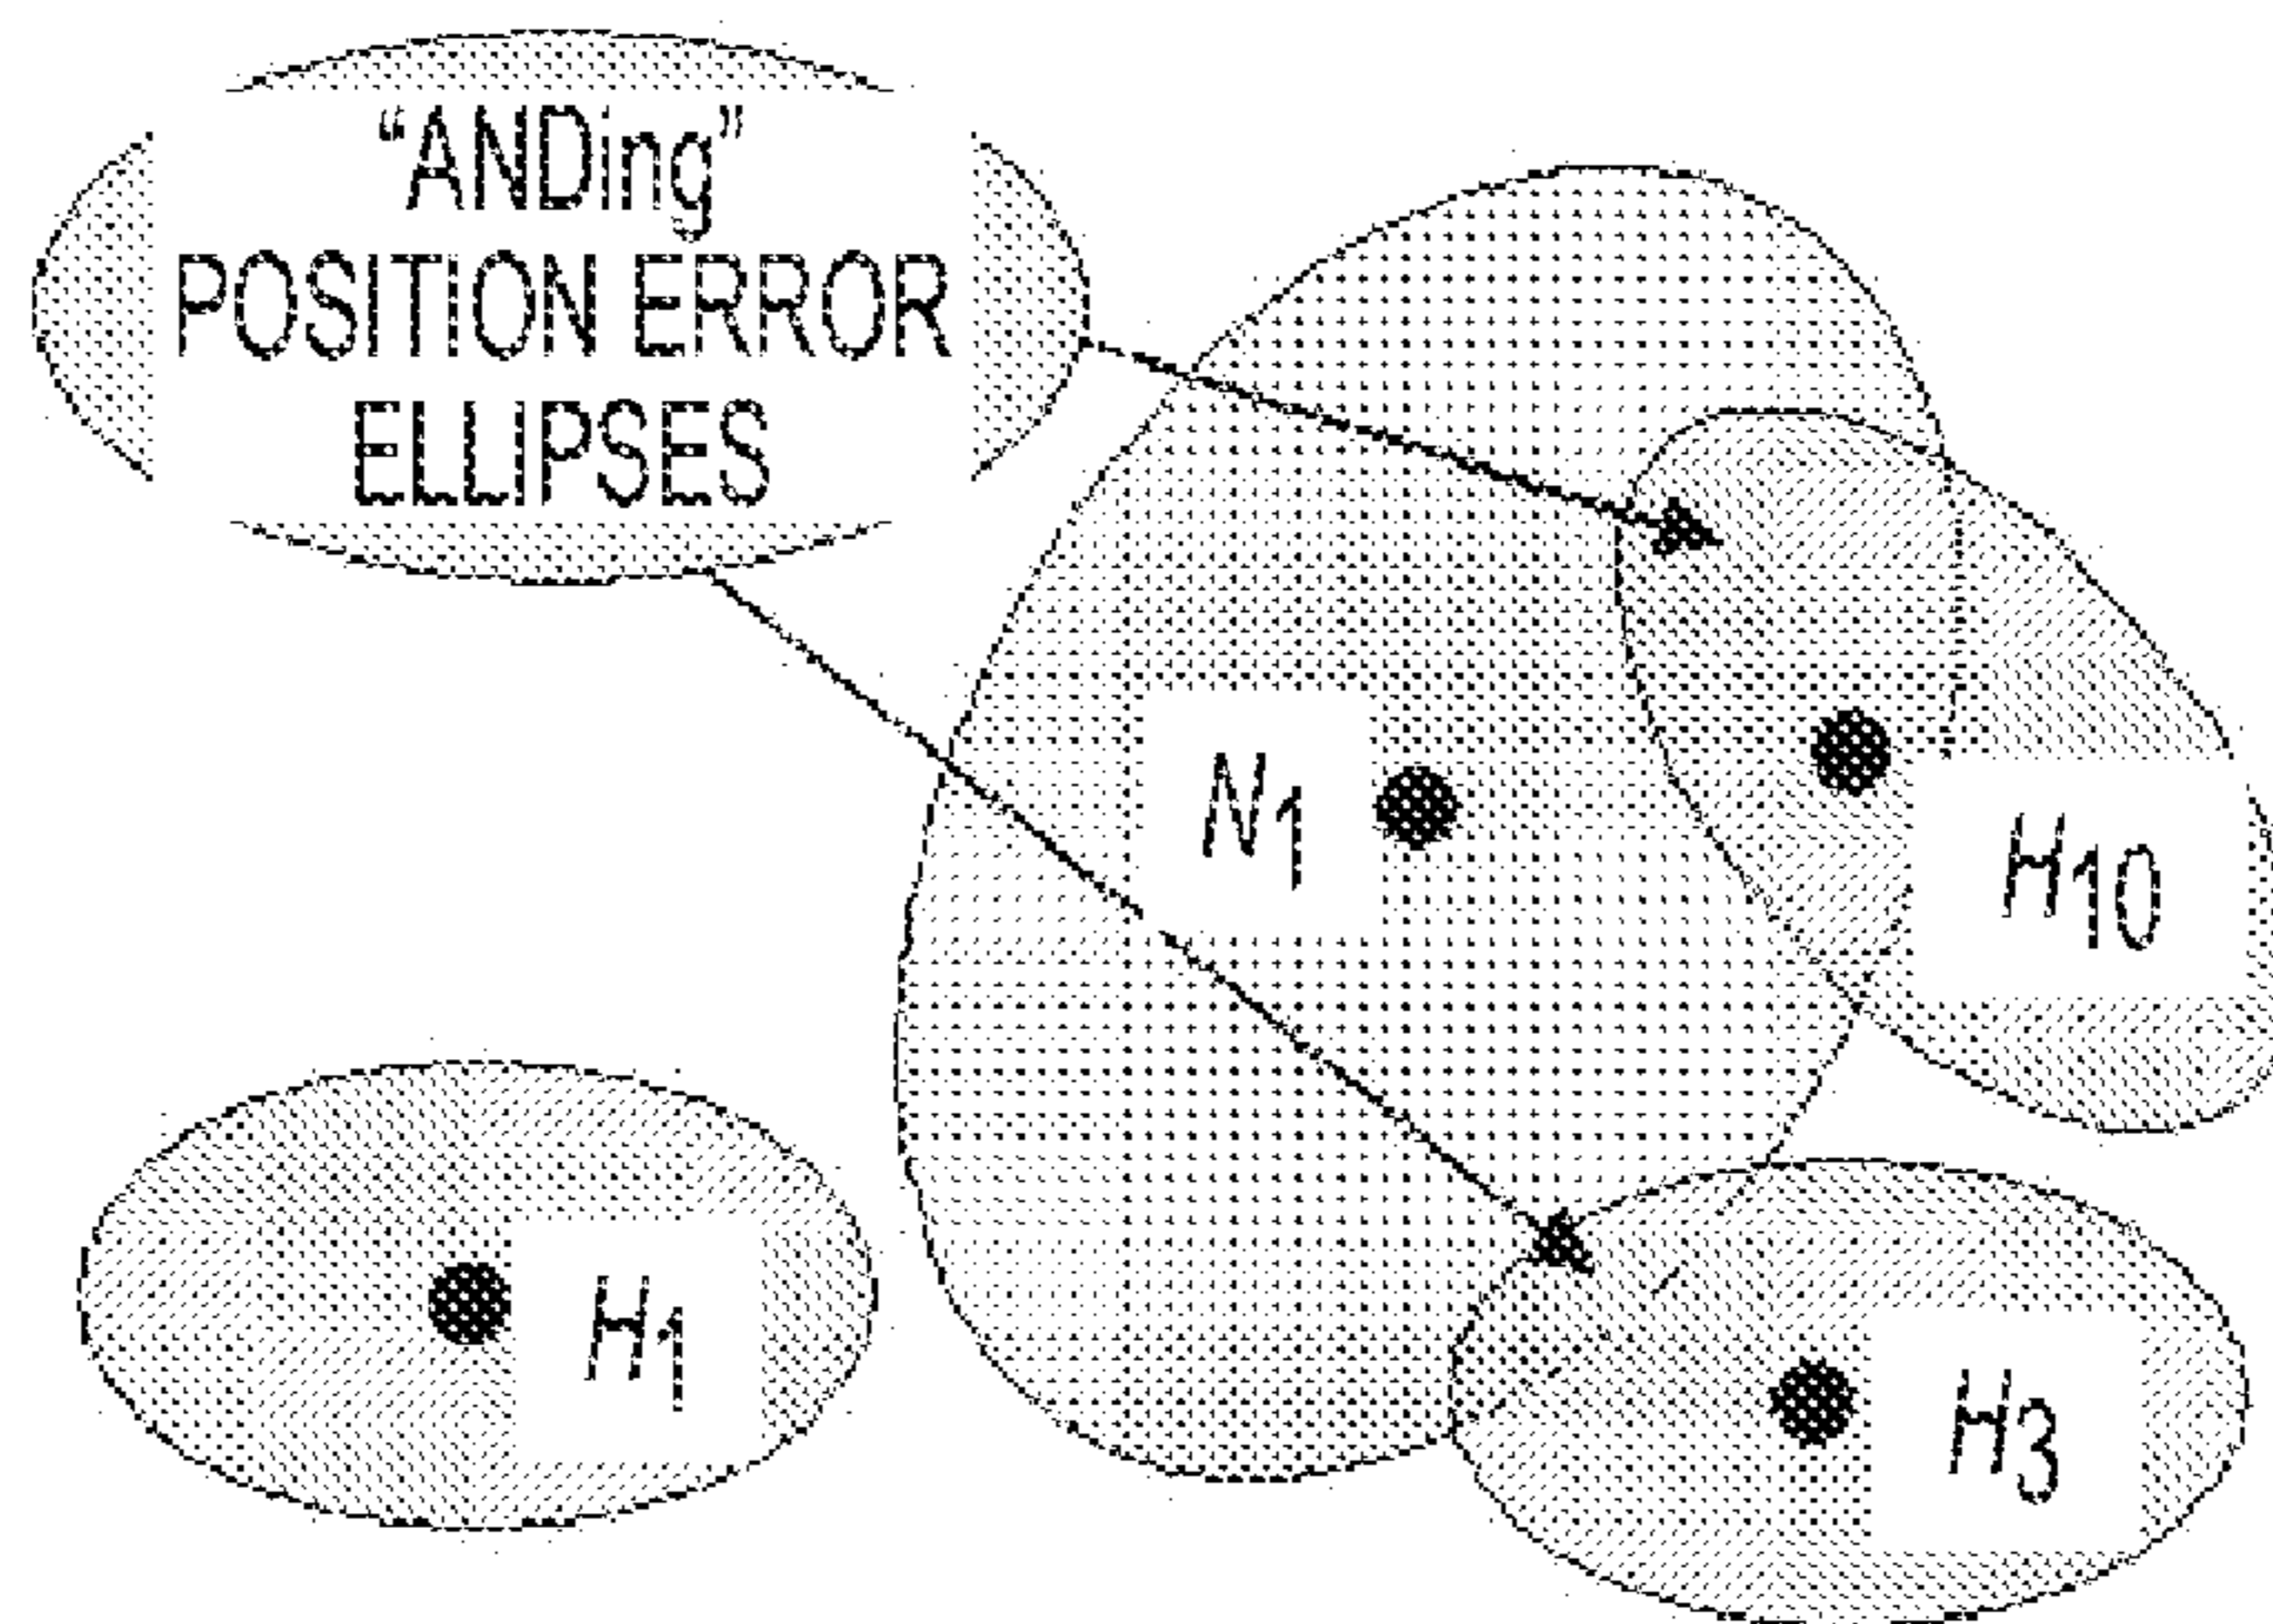 “ANDing”
POSITION ERROR
ELLIPSES
N1
H10
H1
H3